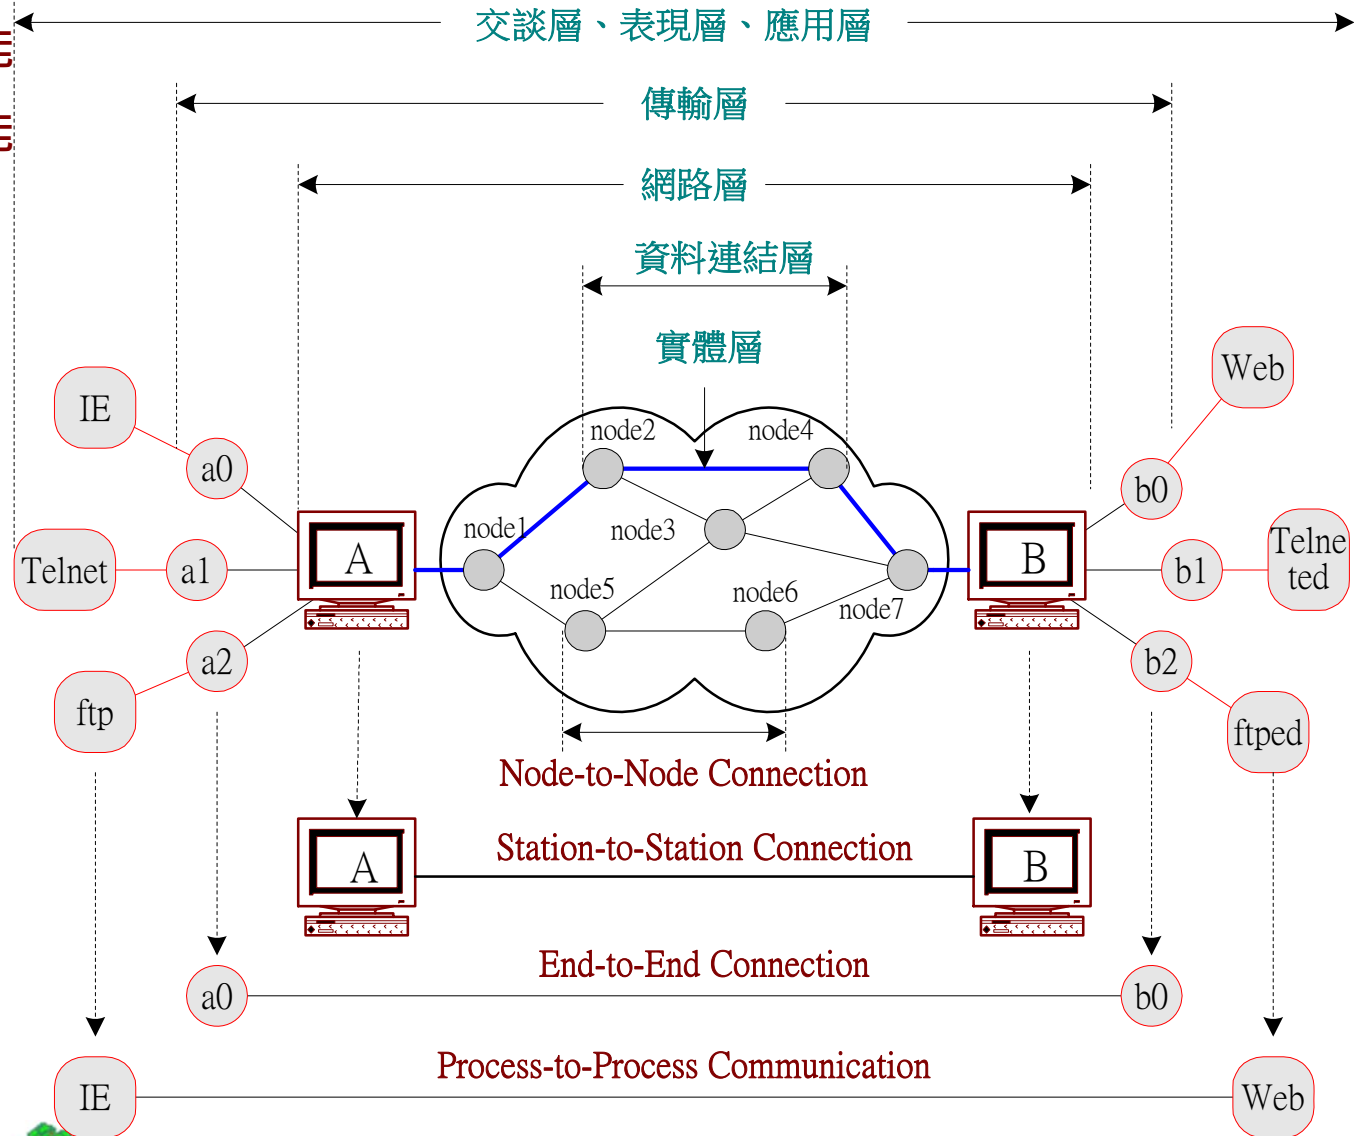 交談層、表現層、應用層
傳輸層
網路層
資料連結層
實體層
Web
IE
node2
node4
a0
b0
node1
node3
Telnet
a1
A
B
b1
Telne
ted
node5
node6
node7
a2
b2
ftp
ftped
Node-to-Node Connection
Station-to-Station Connection
A
B
End-to-End Connection
a0
b0
Process-to-Process Communication
IE
Web